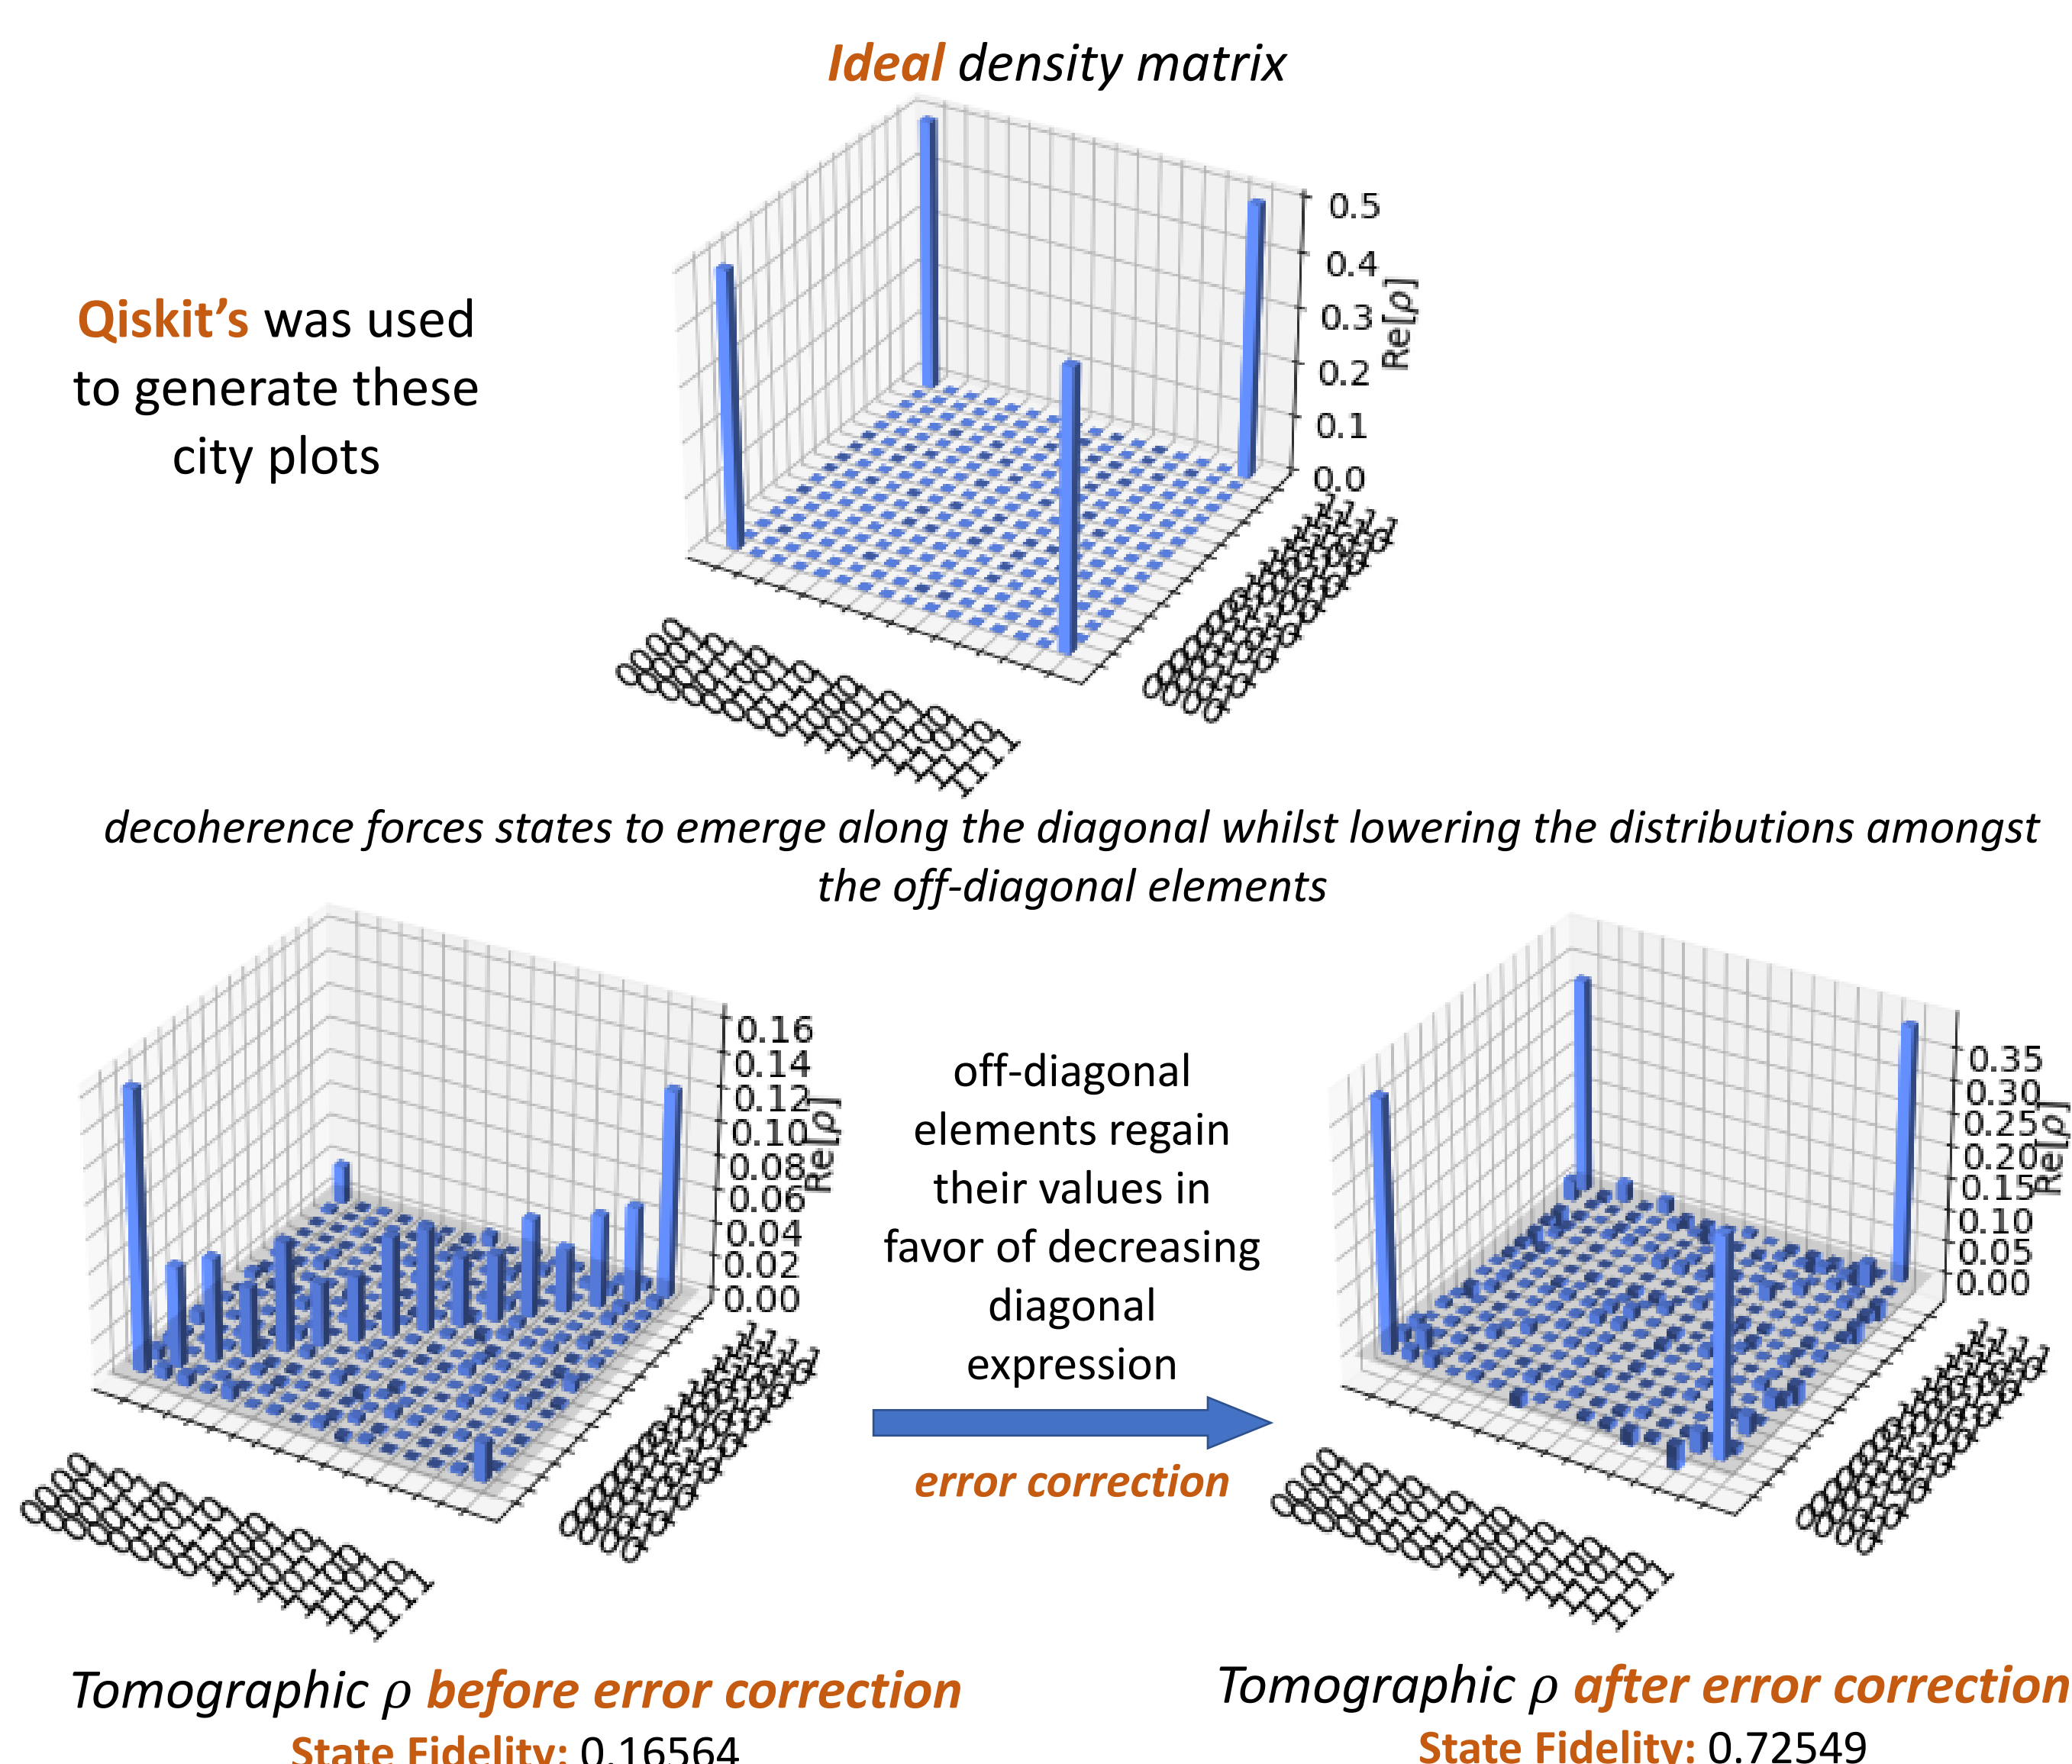 Ideal density matrix
0.5
0.4
0.3
0.2
0.1
0.0
Re[ρ]
Qiskit’s was used
to generate these
city plots
decoherence forces states to emerge along the diagonal whilst lowering the distributions amongst
the off-diagonal elements
0.16
0.14
0.12
0.10
0.08
0.06
0.04
0.02
0.00
Re[ρ]
off-diagonal
elements regain
their values in
favor of decreasing
diagonal
expression
error correction
0.35
0.30
0.25
0.20
0.15
0.10
0.05
0.00
Re[ρ]
Tomographic ρ before error correction
State Fidelity: 0.16564
Tomographic ρ after error correction
State Fidelity: 0.72549